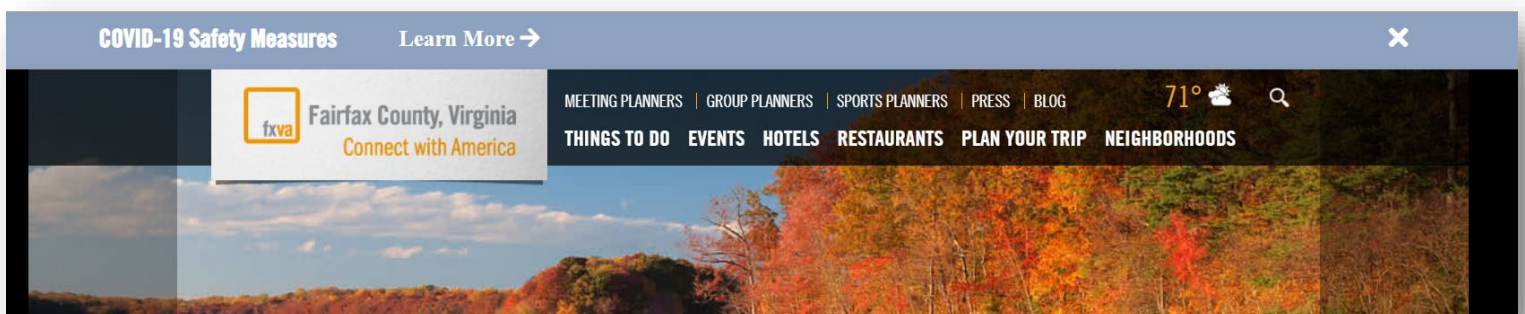 COVID-19 Safety Measures Learn More →
MEETING PLANNERS | GROUP PLANNERS | SPORTS PLANNERS | PRESS | BLOG 71°
fxva
Fairfax County, Virginia
Connect with America
THINGS TO DO EVENTS HOTELS RESTAURANTS PLAN YOUR TRIP NEIGHBORHOODS